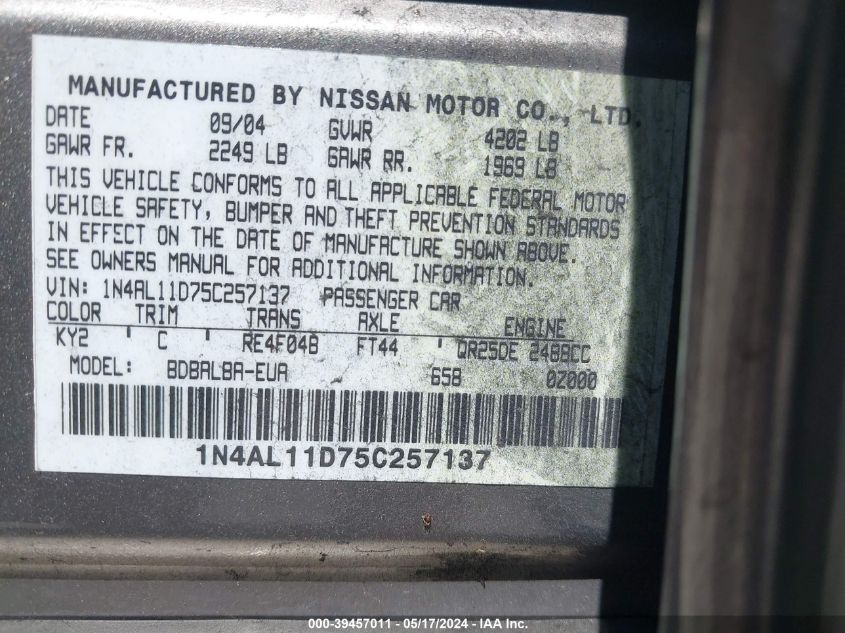 MANUFACTURED BY NISSAN MOTOR CO., LTD.
DATE 09/04 GVWR 4202 LB
GAWR FR. 2249 LB GAWR RR. 1969 LB
THIS VEHICLE CONFORMS TO ALL APPLICABLE FEDERAL MOTOR
VEHICLE SAFETY, BUMPER AND THEFT PREVENTION STANDARDS
IN EFFECT ON THE DATE OF MANUFACTURE SHOWN ABOVE.
SEE OWNERS MANUAL FOR ADDITIONAL INFORMATION.
VIN: 1N4AL11D75C257137 PASSENGER CAR
COLOR TRIM TRANS AXLE ENGINE
KY2 ' C ' RE4F04B FT44 ' QR25DE 2488CC
MODEL: BDBALBA-EUA 658 0Z000
1N4AL11D75C257137
000-39457011 - 05/17/2024 - IAA Inc.